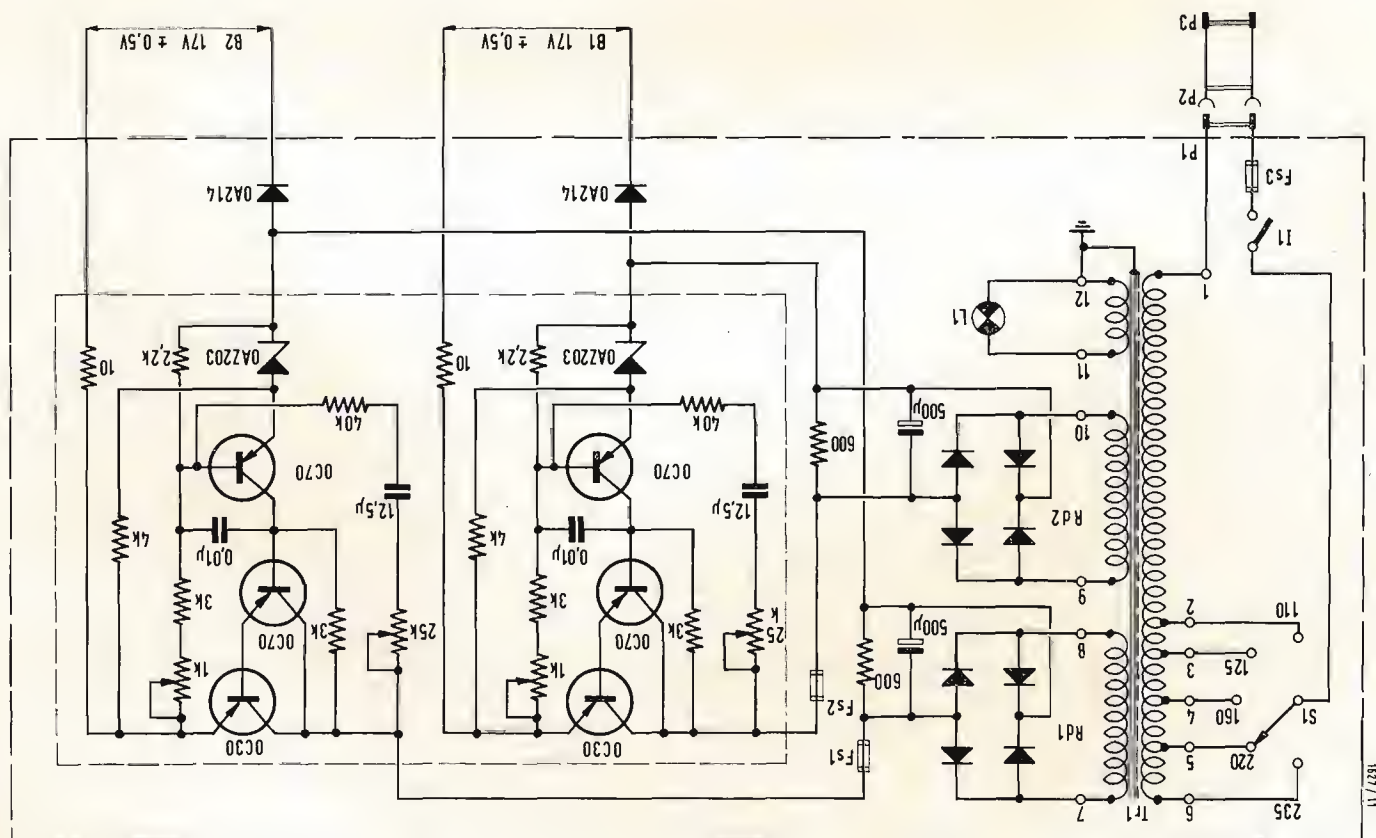 1627/11
235
220
S1
160
125
110
6
5
4
3
2
1
I1
Fs3
P1
P2
P3
Tr1
7
8
9
10
11
12
Rd1
Rd2
L1
500µ
600
Fs1
500µ
600
Fs2
OC30
1k
25
k
3k
OC70
3k
0,01µ
4k
12,5µ
OC70
40k
OAZ203
2,2k
10
OA214
B1 17V ± 0,5V
OC30
1k
25k
3k
OC70
3k
0,01µ
4k
12,5µ
OC70
40k
OAZ203
2,2k
10
OA214
B2 17V ± 0,5V